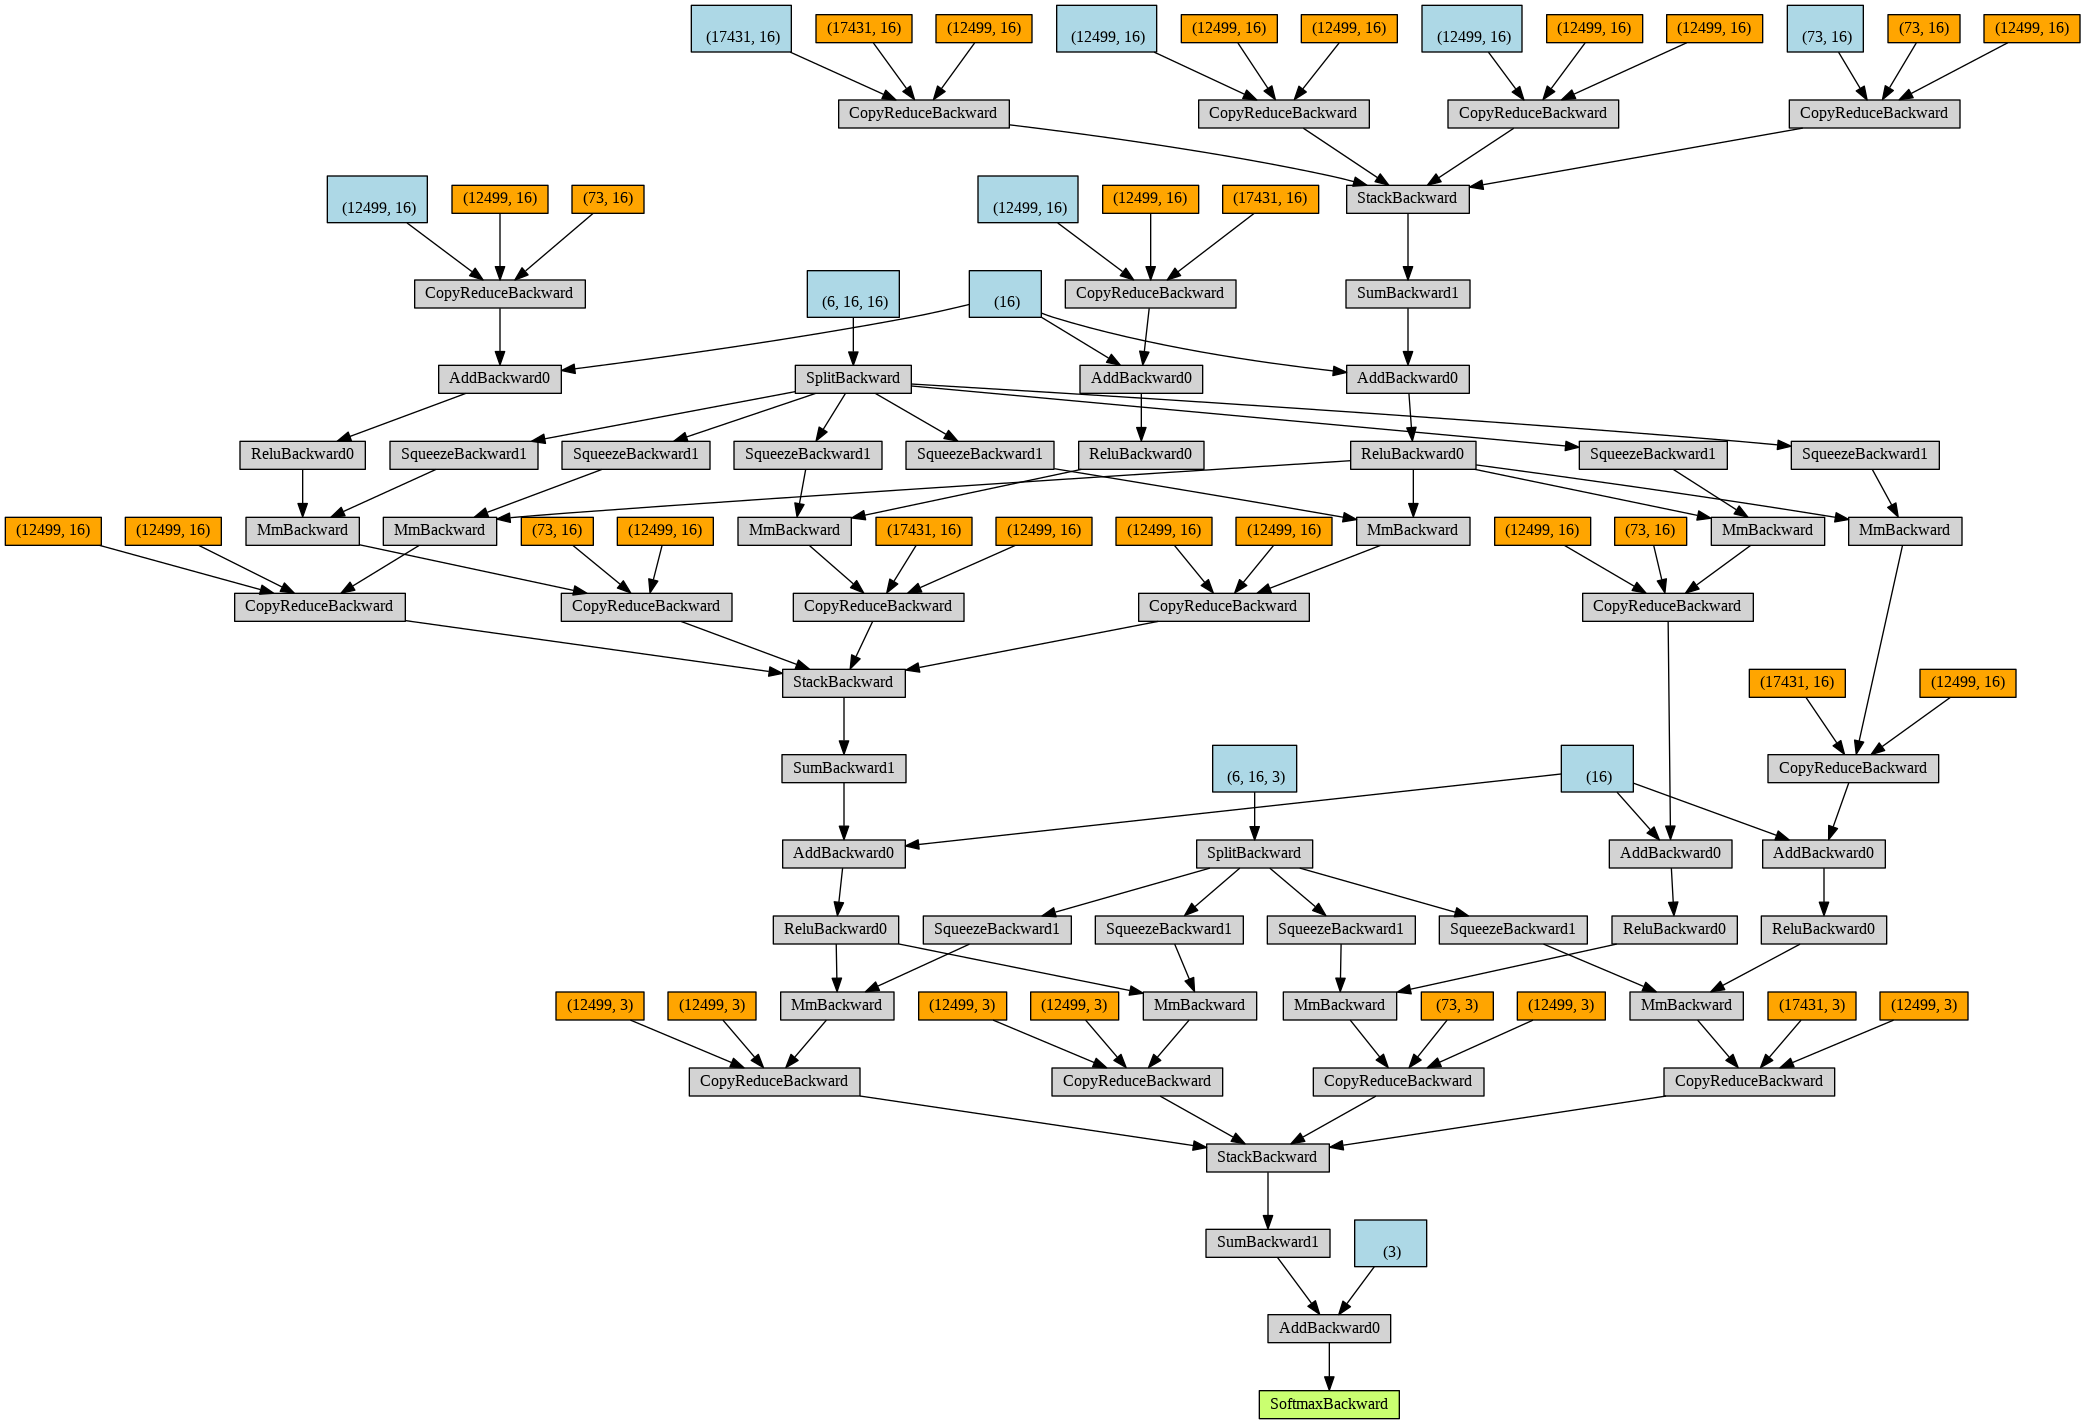 (17431, 16)
(17431, 16)
(12499, 16)
(12499, 16)
(12499, 16)
(12499, 16)
(12499, 16)
(12499, 16)
(12499, 16)
(73, 16)
(73, 16)
(12499, 16)
CopyReduceBackward
CopyReduceBackward
CopyReduceBackward
CopyReduceBackward
(12499, 16)
(12499, 16)
(73, 16)
(12499, 16)
(12499, 16)
(17431, 16)
StackBackward
CopyReduceBackward
(6, 16, 16)
(16)
CopyReduceBackward
SumBackward1
AddBackward0
SplitBackward
AddBackward0
AddBackward0
ReluBackward0
SqueezeBackward1
SqueezeBackward1
SqueezeBackward1
SqueezeBackward1
ReluBackward0
ReluBackward0
SqueezeBackward1
SqueezeBackward1
(12499, 16)
(12499, 16)
MmBackward
MmBackward
(73, 16)
(12499, 16)
MmBackward
(17431, 16)
(12499, 16)
(12499, 16)
(12499, 16)
MmBackward
(12499, 16)
(73, 16)
MmBackward
MmBackward
CopyReduceBackward
CopyReduceBackward
CopyReduceBackward
CopyReduceBackward
CopyReduceBackward
StackBackward
(17431, 16)
(12499, 16)
SumBackward1
(6, 16, 3)
(16)
CopyReduceBackward
AddBackward0
SplitBackward
AddBackward0
AddBackward0
ReluBackward0
SqueezeBackward1
SqueezeBackward1
SqueezeBackward1
SqueezeBackward1
ReluBackward0
ReluBackward0
(12499, 3)
(12499, 3)
MmBackward
(12499, 3)
(12499, 3)
MmBackward
MmBackward
(73, 3)
(12499, 3)
MmBackward
(17431, 3)
(12499, 3)
CopyReduceBackward
CopyReduceBackward
CopyReduceBackward
CopyReduceBackward
StackBackward
SumBackward1
(3)
AddBackward0
SoftmaxBackward